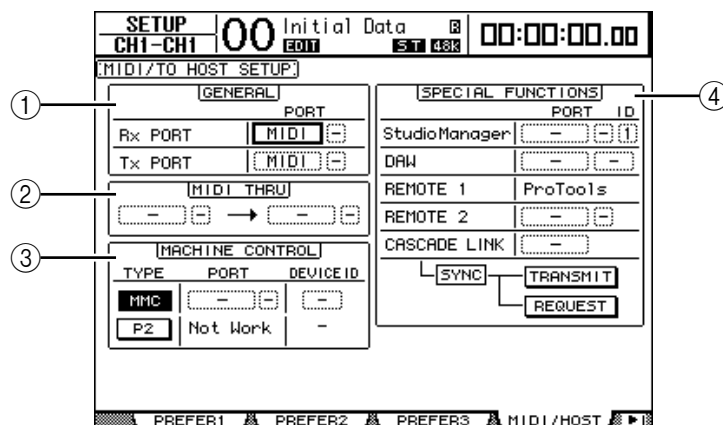 SETUP
CH1-CH1
00 Initial Data
EDIT ST 48K
00:00:00.00
MIDI/TO HOST SETUP
① GENERAL
PORT
Rx PORT MIDI -
Tx PORT MIDI -
② MIDI THRU
- - → - -
③ MACHINE CONTROL
TYPE PORT DEVICE ID
MMC - - -
P2 Not Work -
④ SPECIAL FUNCTIONS
PORT ID
StudioManager - - 1
DAW - -
REMOTE 1 ProTools
REMOTE 2 - -
CASCADE LINK -
SYNC TRANSMIT
REQUEST
PREFER1 PREFER2 PREFER3 MIDI/HOST